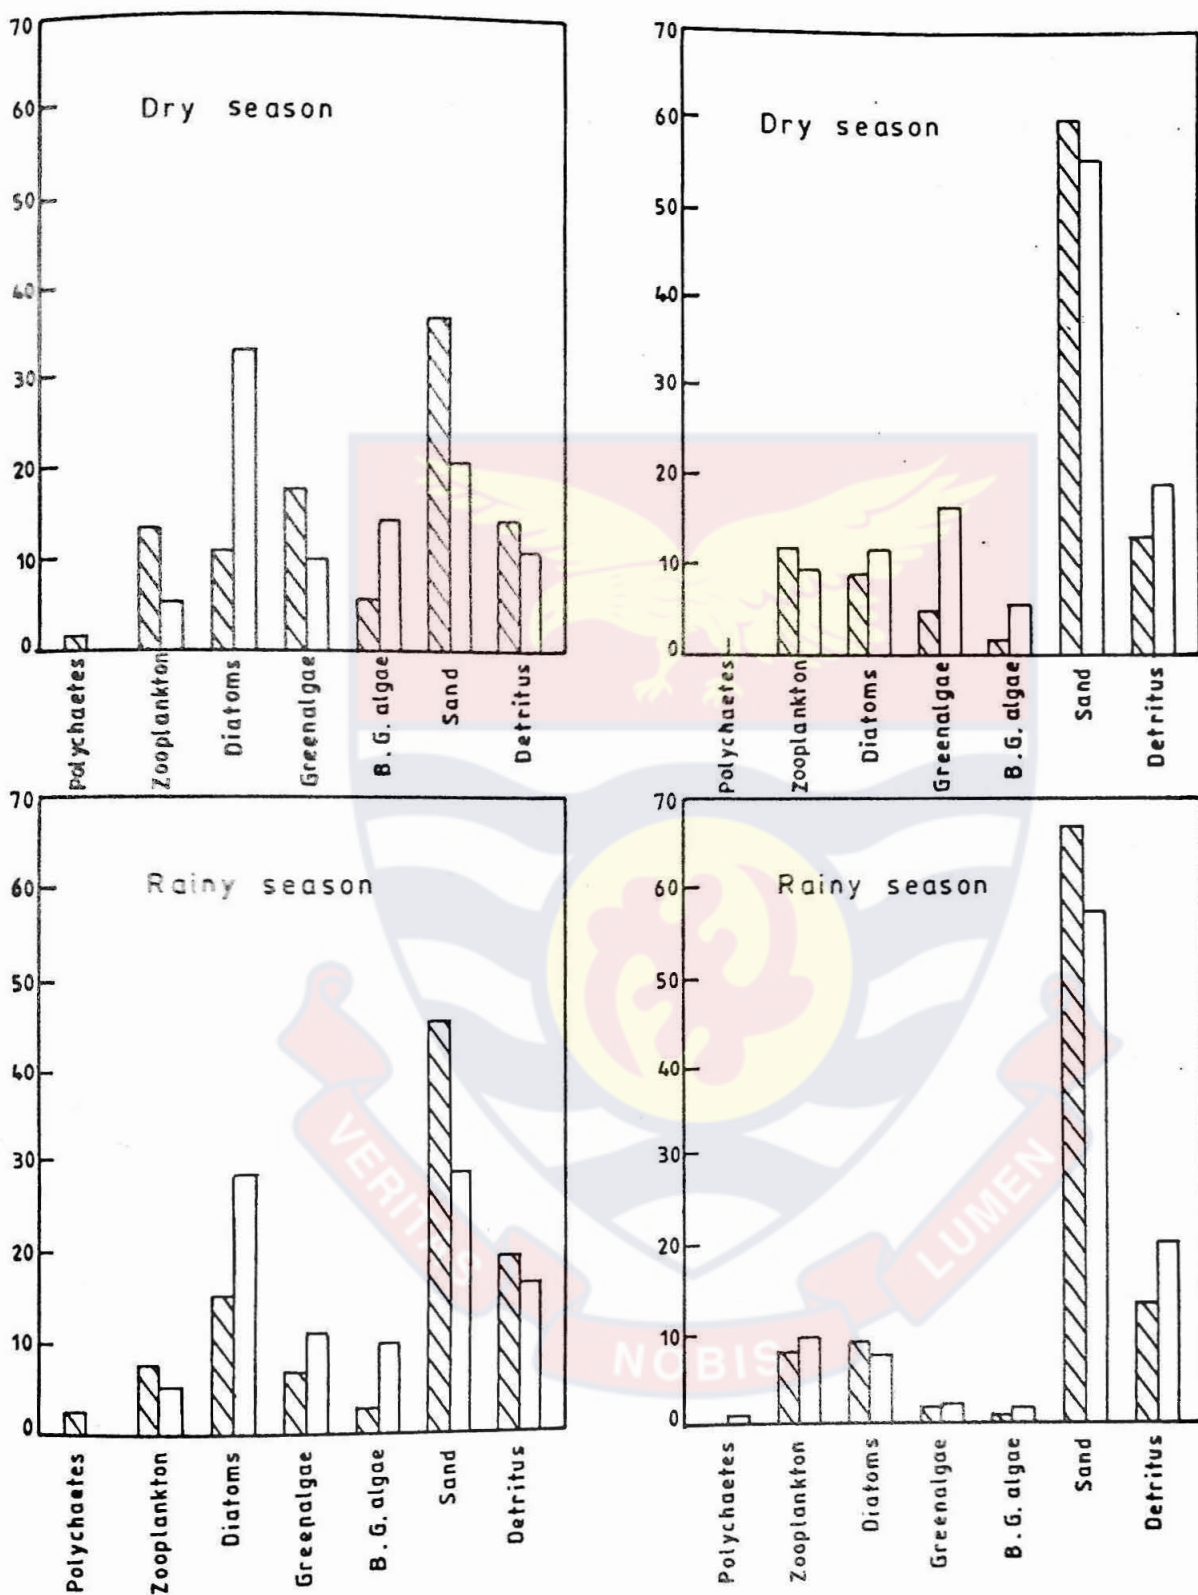 70
60
50
40
30
20
10
0
Dry season
Polychaetes
Zooplankton
Diatoms
Greenalgae
B. G. algae
Sand
Detritus
70
60
50
40
30
20
10
0
Dry season
Polychaetes
Zooplankton
Diatoms
Greenalgae
B. G. algae
Sand
Detritus
70
60
50
40
30
20
10
0
Rainy season
Polychaetes
Zooplankton
Diatoms
Greenalgae
B. G. algae
Sand
Detritus
70
60
50
40
30
20
10
0
Rainy season
Polychaetes
Zooplankton
Diatoms
Greenalgae
B. G. algae
Sand
Detritus
VERITAS
NOBIS
LUMEN